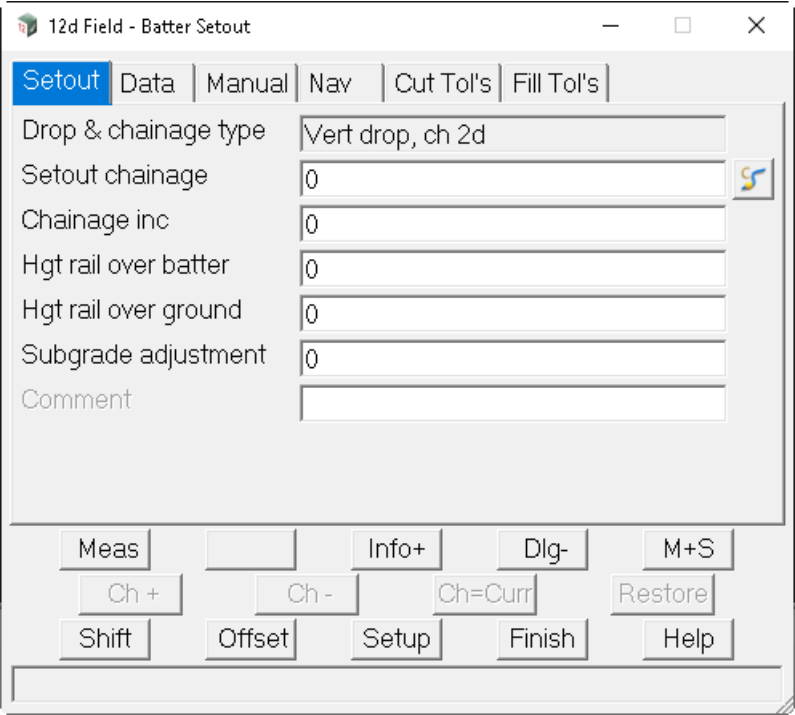 12d Field - Batter Setout
Setout Data Manual Nav Cut Tol's Fill Tol's
Drop & chainage type Vert drop, ch 2d
Setout chainage 0
Chainage inc 0
Hgt rail over batter 0
Hgt rail over ground 0
Subgrade adjustment 0
Comment
Meas Info+ Dlg- M+S
Ch + Ch - Ch=Curr Restore
Shift Offset Setup Finish Help